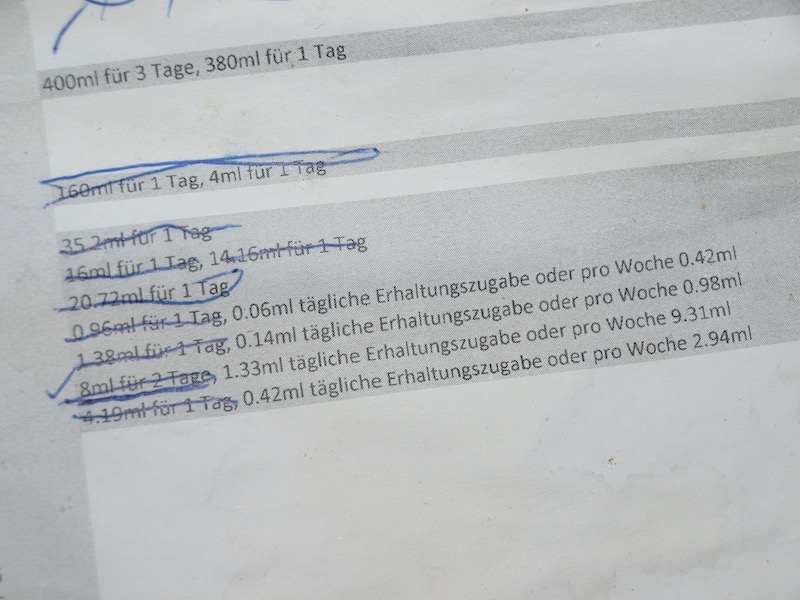 400ml für 3 Tage, 380ml für 1 Tag
160ml für 1 Tag, 4ml für 1 Tag
35.2ml für 1 Tag
16ml für 1 Tag, 14.16ml für 1 Tag
20.72ml für 1 Tag
0.96ml für 1 Tag, 0.06ml tägliche Erhaltungszugabe oder pro Woche 0.42ml
1.38ml für 1 Tag, 0.14ml tägliche Erhaltungszugabe oder pro Woche 0.98ml
8ml für 2 Tage, 1.33ml tägliche Erhaltungszugabe oder pro Woche 9.31ml
4.19ml für 1 Tag, 0.42ml tägliche Erhaltungszugabe oder pro Woche 2.94ml